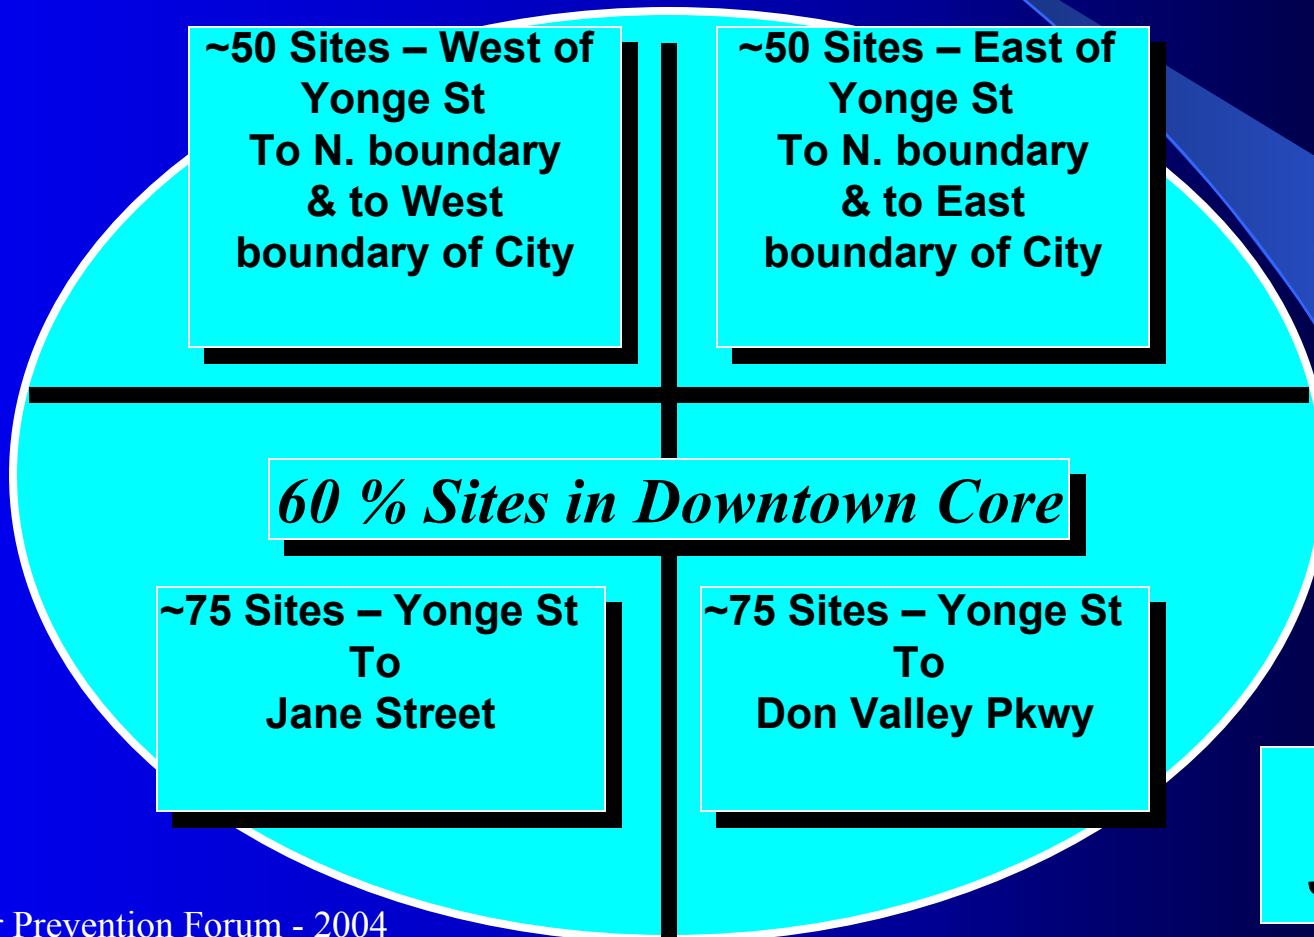 ~50 Sites – West of
Yonge St
To N. boundary
& to West
boundary of City
~50 Sites – East of
Yonge St
To N. boundary
& to East
boundary of City
60 % Sites in Downtown Core
~75 Sites – Yonge St
To
Jane Street
~75 Sites – Yonge St
To
Don Valley Pkwy
Prevention Forum - 2004